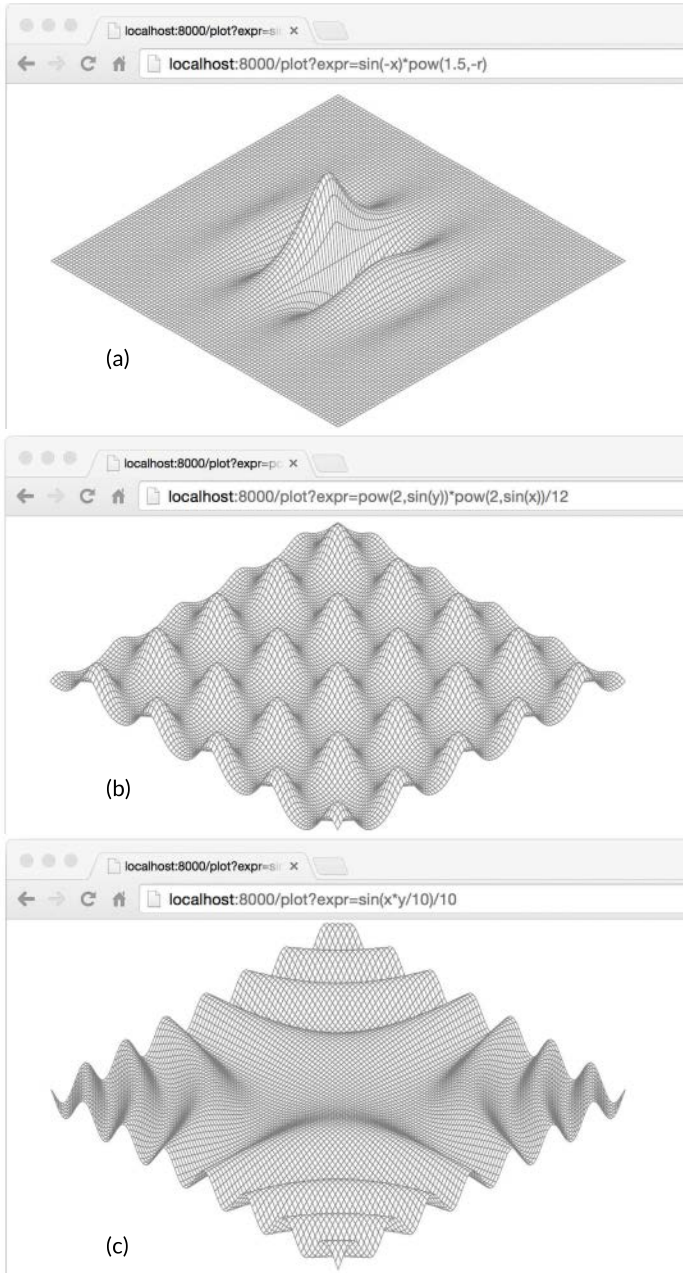 localhost:8000/plot?expr=si
localhost:8000/plot?expr=sin(-x)*pow(1.5,-r)
(a)
localhost:8000/plot?expr=po
localhost:8000/plot?expr=pow(2,sin(y))*pow(2,sin(x))/12
(b)
localhost:8000/plot?expr=si
localhost:8000/plot?expr=sin(x*y/10)/10
(c)